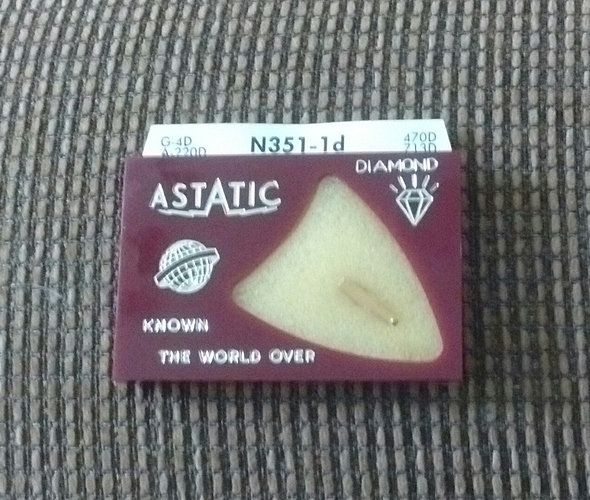 G-4D N351-1d 470D
A-220D 713D
DIAMOND
ASTATIC
KNOWN
THE WORLD OVER